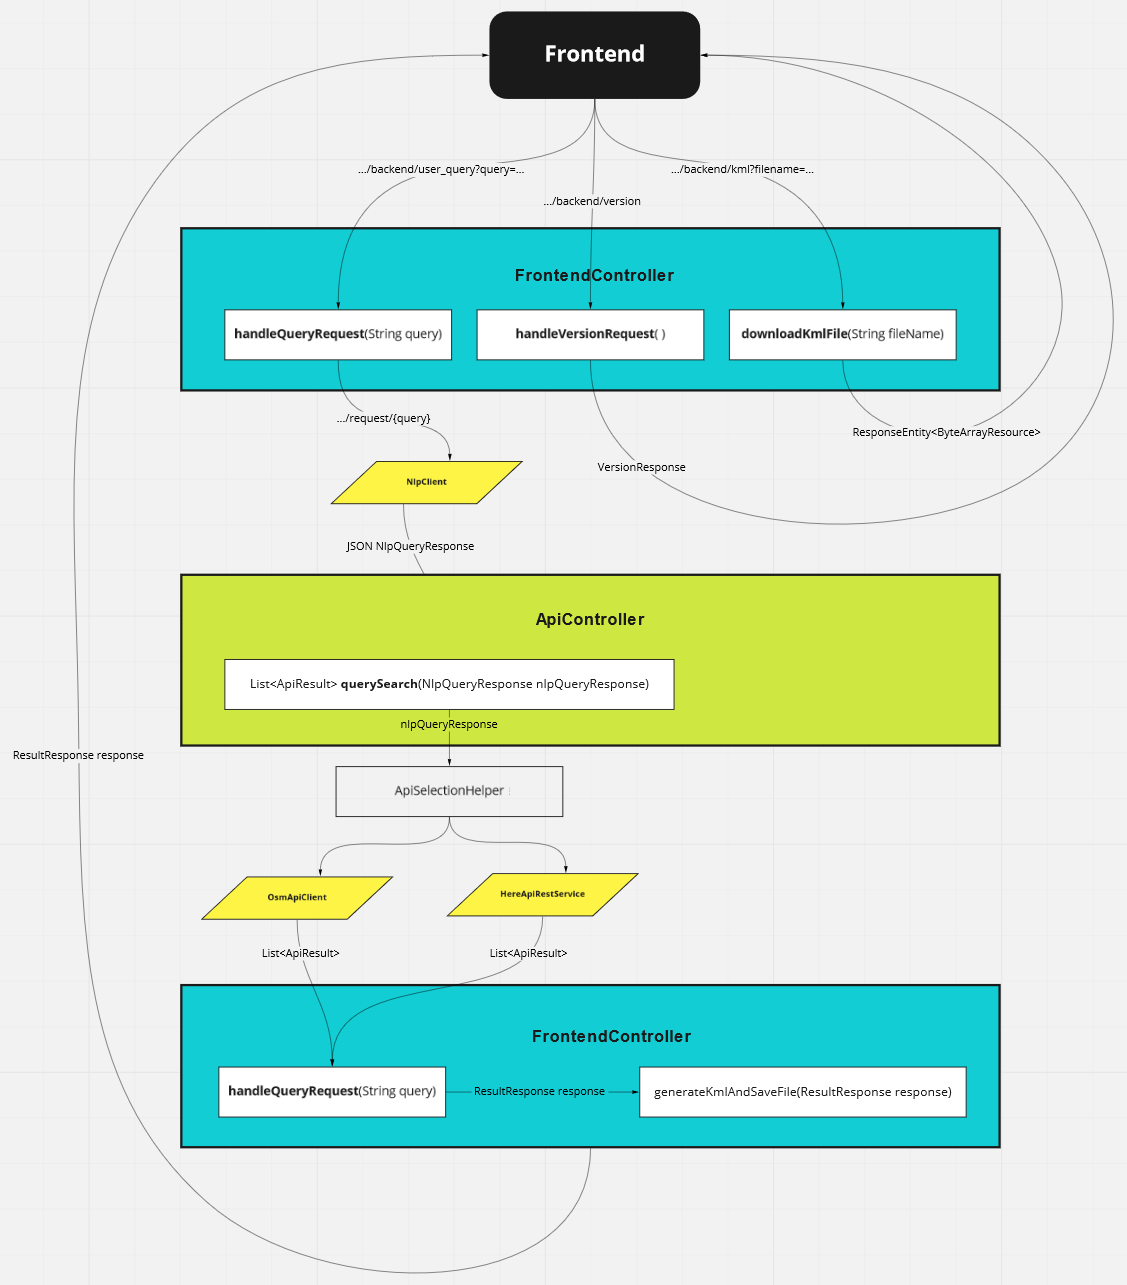 Frontend
.../backend/user_query?query=...
.../backend/kml?filename=...
.../backend/version
FrontendController
handleQueryRequest(String query)
handleVersionRequest( )
downloadKmlFile(String fileName)
.../request/{query}
ResponseEntity<ByteArrayResource>
VersionResponse
NlpClient
JSON NlpQueryResponse
ApiController
List<ApiResult> querySearch(NlpQueryResponse nlpQueryResponse)
nlpQueryResponse
ResultResponse response
ApiSelectionHelper
OsmApiClient
HereApiRestService
List<ApiResult>
List<ApiResult>
FrontendController
handleQueryRequest(String query)
ResultResponse response
generateKmlAndSaveFile(ResultResponse response)